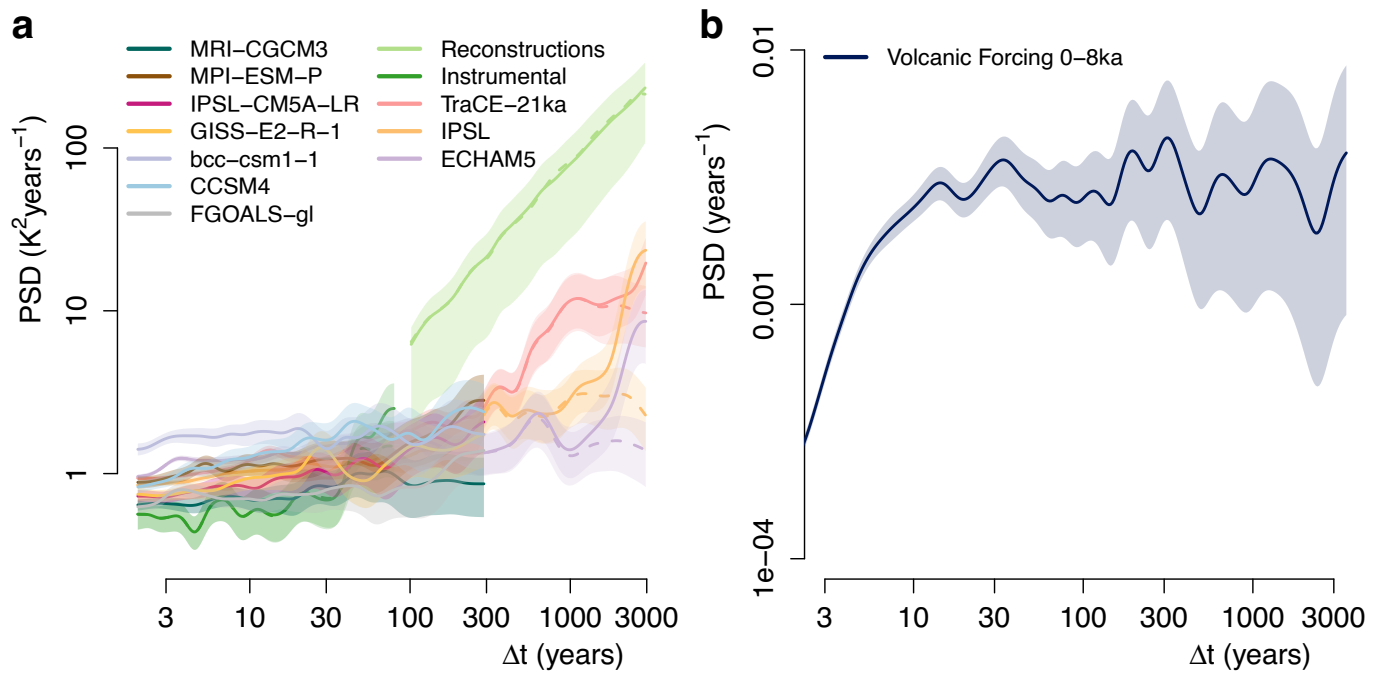 a
MRI−CGCM3
MPI−ESM−P
IPSL−CM5A−LR
GISS−E2−R−1
bcc−csm1−1
CCSM4
FGOALS−gl
Reconstructions
Instrumental
TraCE−21ka
IPSL
ECHAM5
PSD (K²years⁻¹)
100
10
1
3 10 30 100 300 1000 3000
Δt (years)
b
Volcanic Forcing 0−8ka
PSD (years⁻¹)
0.01
0.001
1e−04
3 10 30 100 300 1000 3000
Δt (years)